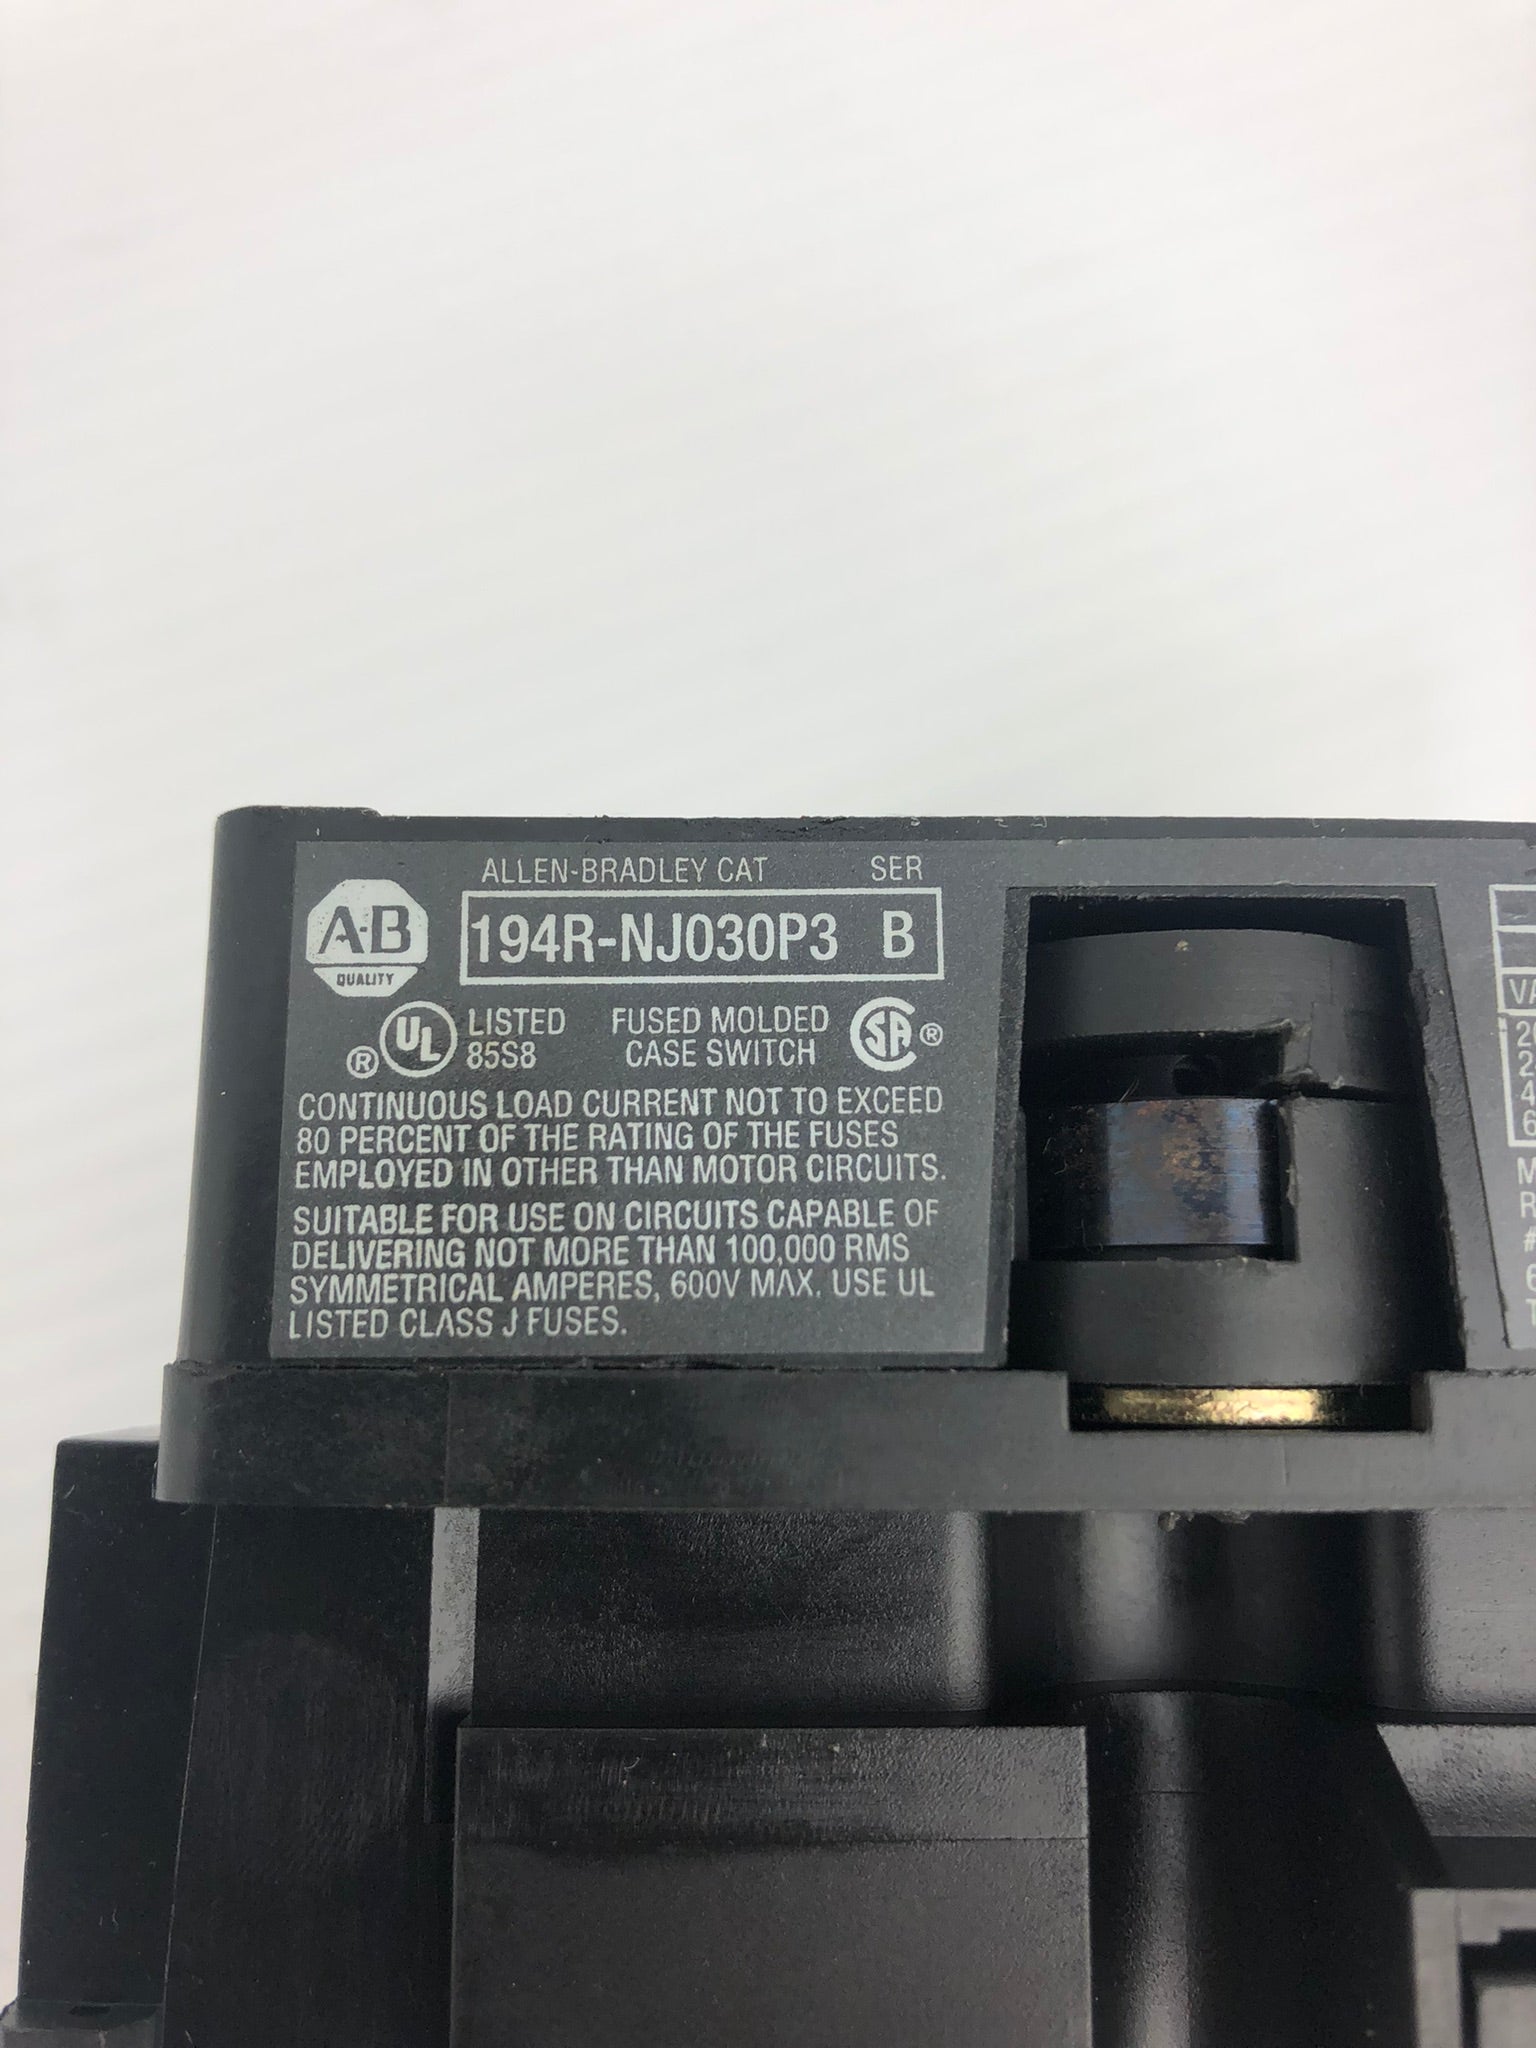 ALLEN-BRADLEY CAT SER
A-B
QUALITY
194R-NJ030P3 B
® UL LISTED
85S8
FUSED MOLDED
CASE SWITCH
SA ®
CONTINUOUS LOAD CURRENT NOT TO EXCEED
80 PERCENT OF THE RATING OF THE FUSES
EMPLOYED IN OTHER THAN MOTOR CIRCUITS.
SUITABLE FOR USE ON CIRCUITS CAPABLE OF
DELIVERING NOT MORE THAN 100,000 RMS
SYMMETRICAL AMPERES, 600V MAX. USE UL
LISTED CLASS J FUSES.